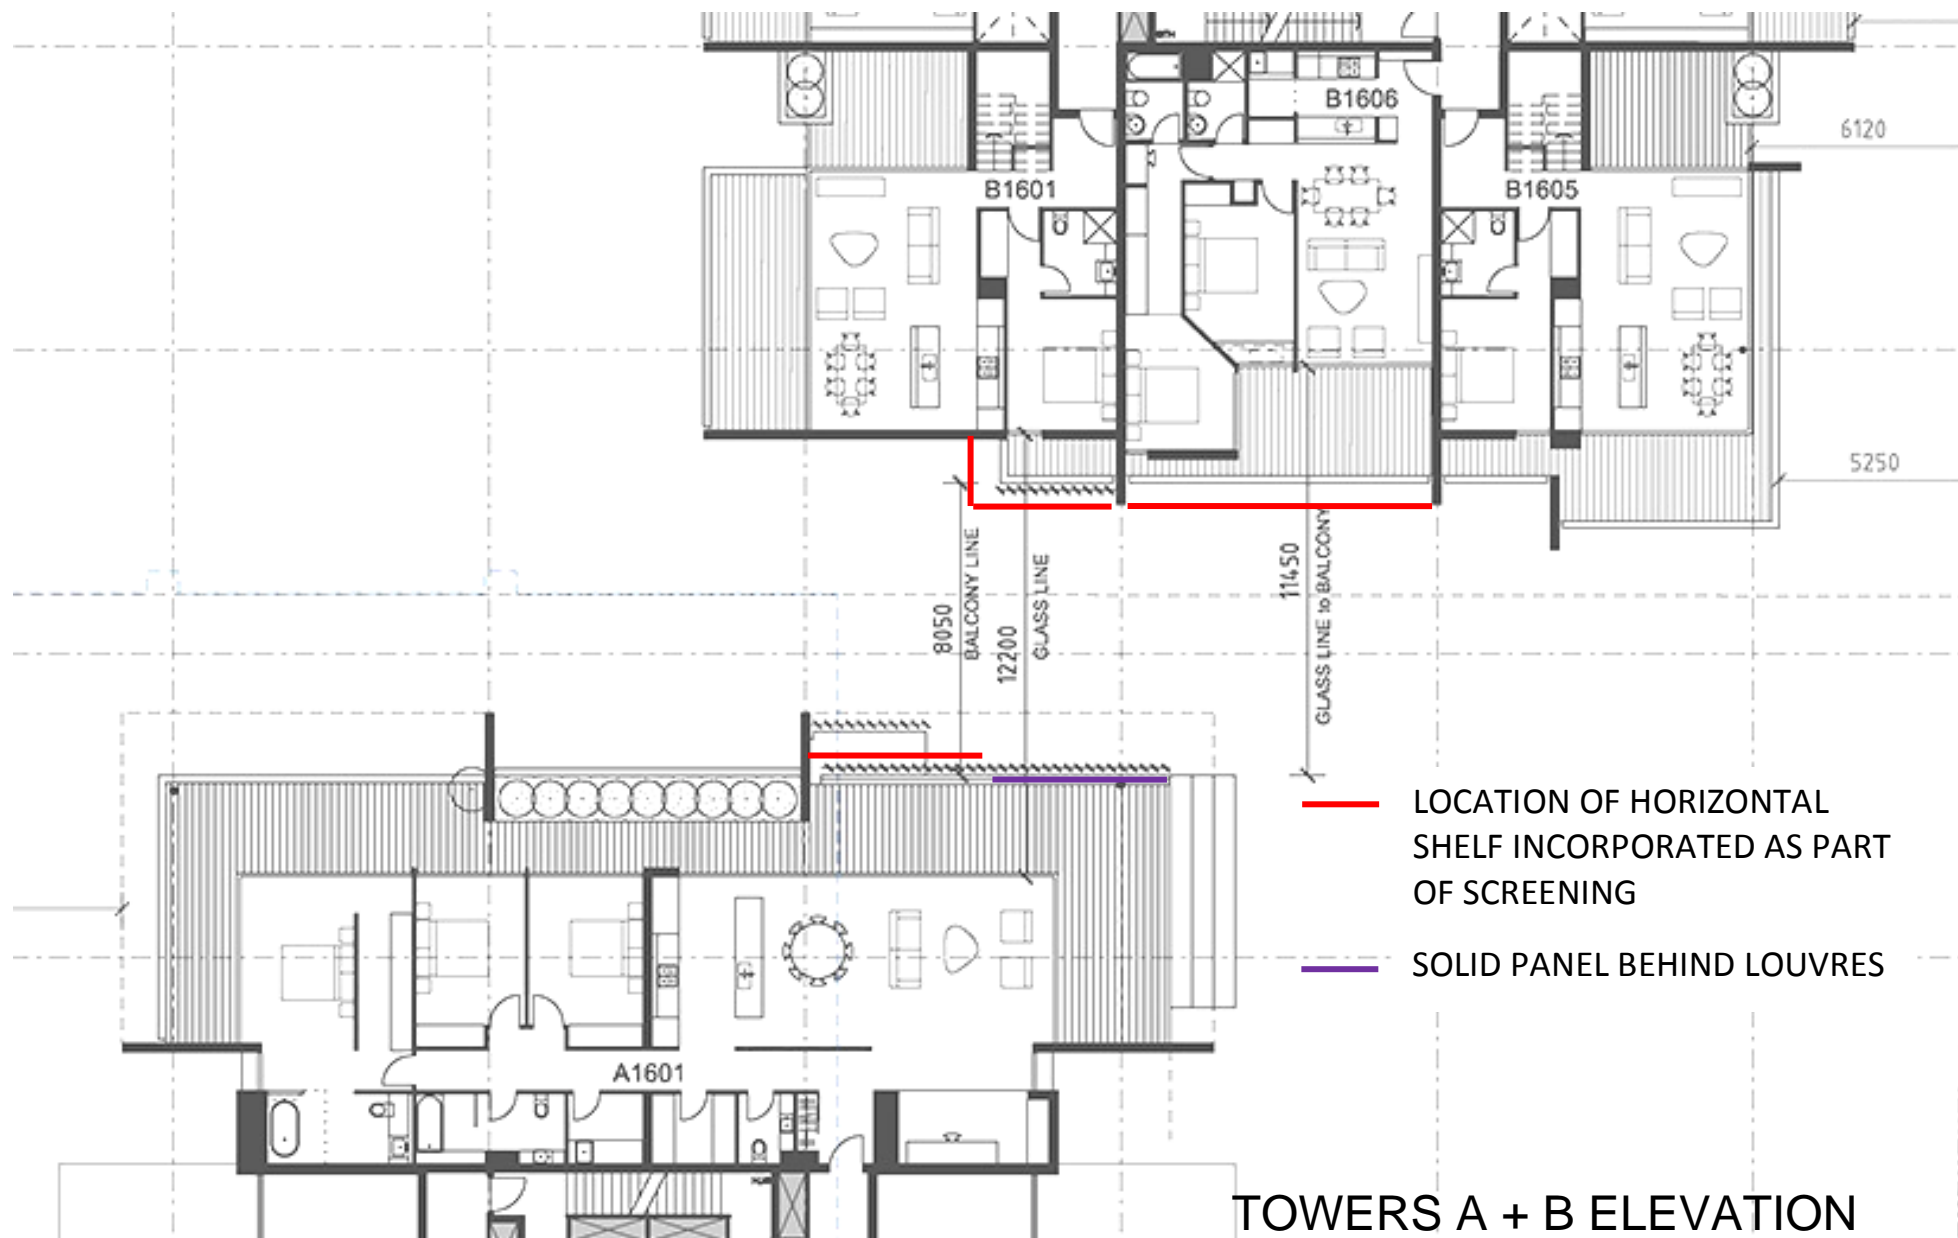 B1606
6120
B1601
B1605
5250
8050
BALCONY LINE
12200
GLASS LINE
11450
GLASS LINE to BALCONY
LOCATION OF HORIZONTAL
SHELF INCORPORATED AS PART
OF SCREENING
SOLID PANEL BEHIND LOUVRES
A1601
TOWERS A + B ELEVATION